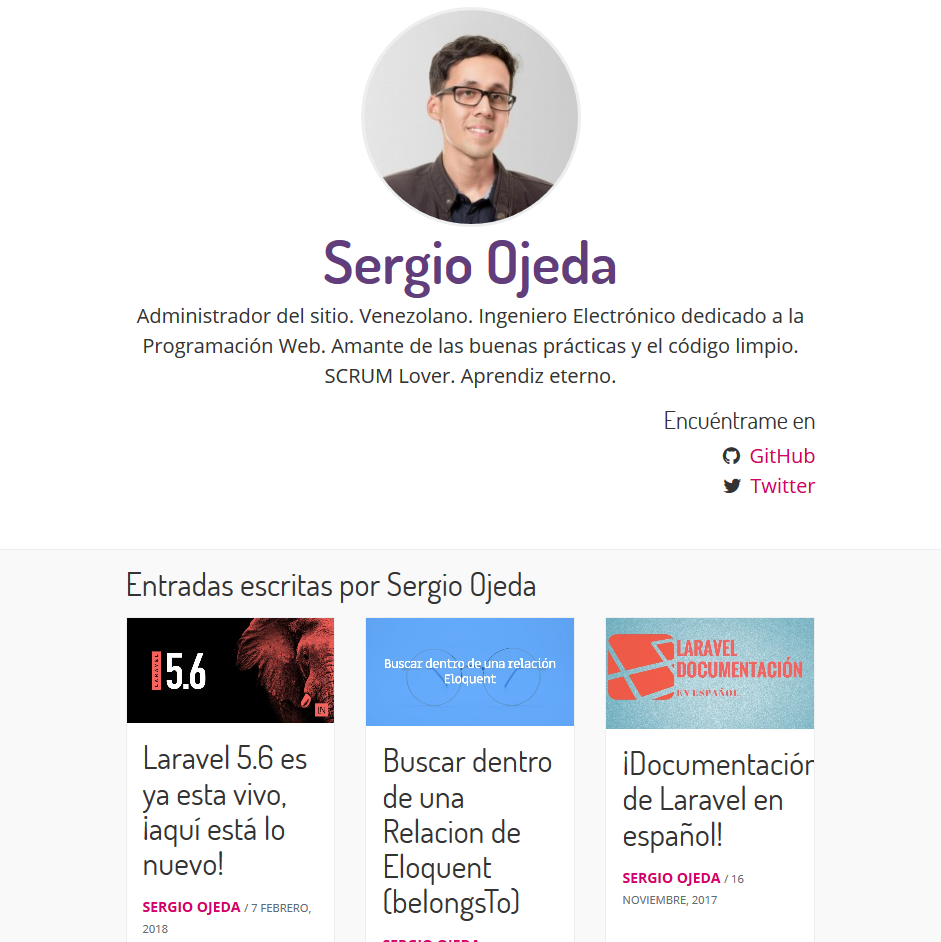 Sergio Ojeda
Administrador del sitio. Venezolano. Ingeniero Electrónico dedicado a la
Programación Web. Amante de las buenas prácticas y el código limpio.
SCRUM Lover. Aprendiz eterno.
Encuéntrame en
GitHub
Twitter
Entradas escritas por Sergio Ojeda
LARAVEL
5.6
IN
Laravel 5.6 es
ya esta vivo,
¡aquí está lo
nuevo!
SERGIO OJEDA / 7 FEBRERO,
2018
Buscar dentro de una relación
Eloquent
Buscar dentro
de una
Relacion de
Eloquent
(belongsTo)
SERGIO OJEDA
LARAVEL
DOCUMENTACIÓN
EN ESPAÑOL
¡Documentación
de Laravel en
español!
SERGIO OJEDA / 16
NOVIEMBRE, 2017